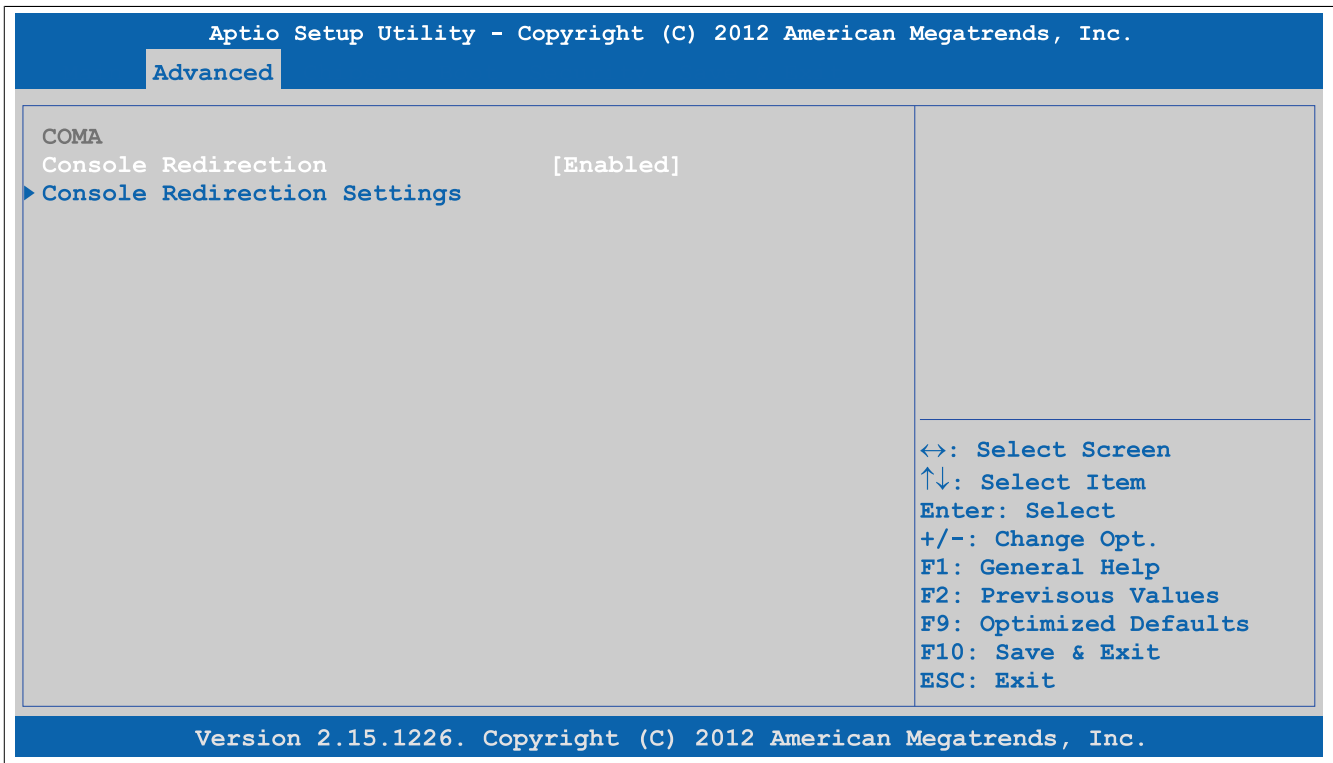 Aptio Setup Utility - Copyright (C) 2012 American Megatrends, Inc.
Advanced
COMA
Console Redirection [Enabled]
▶Console Redirection Settings
↔: Select Screen
↑↓: Select Item
Enter: Select
+/-: Change Opt.
F1: General Help
F2: Previsous Values
F9: Optimized Defaults
F10: Save & Exit
ESC: Exit
Version 2.15.1226. Copyright (C) 2012 American Megatrends, Inc.